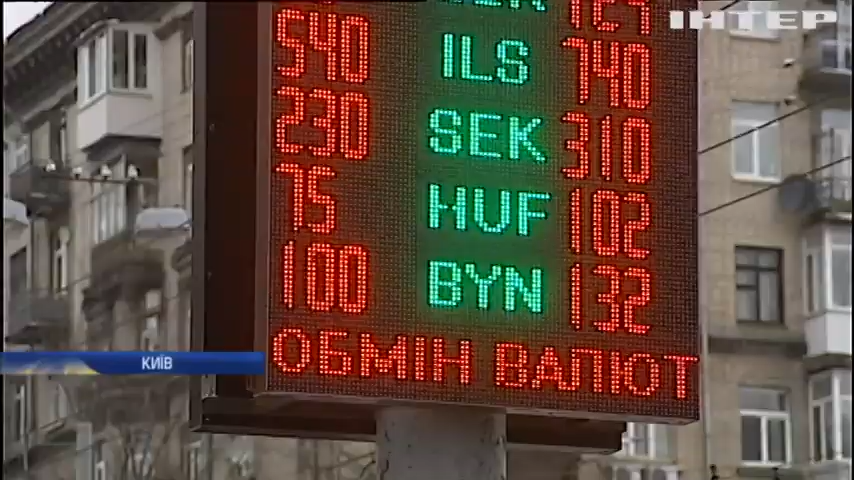 ІНТЕР
540 ILS 740
230 SEK 310
75 HUF 102
100 BYN 132
ОБМІН ВАЛЮТ
КИЇВ